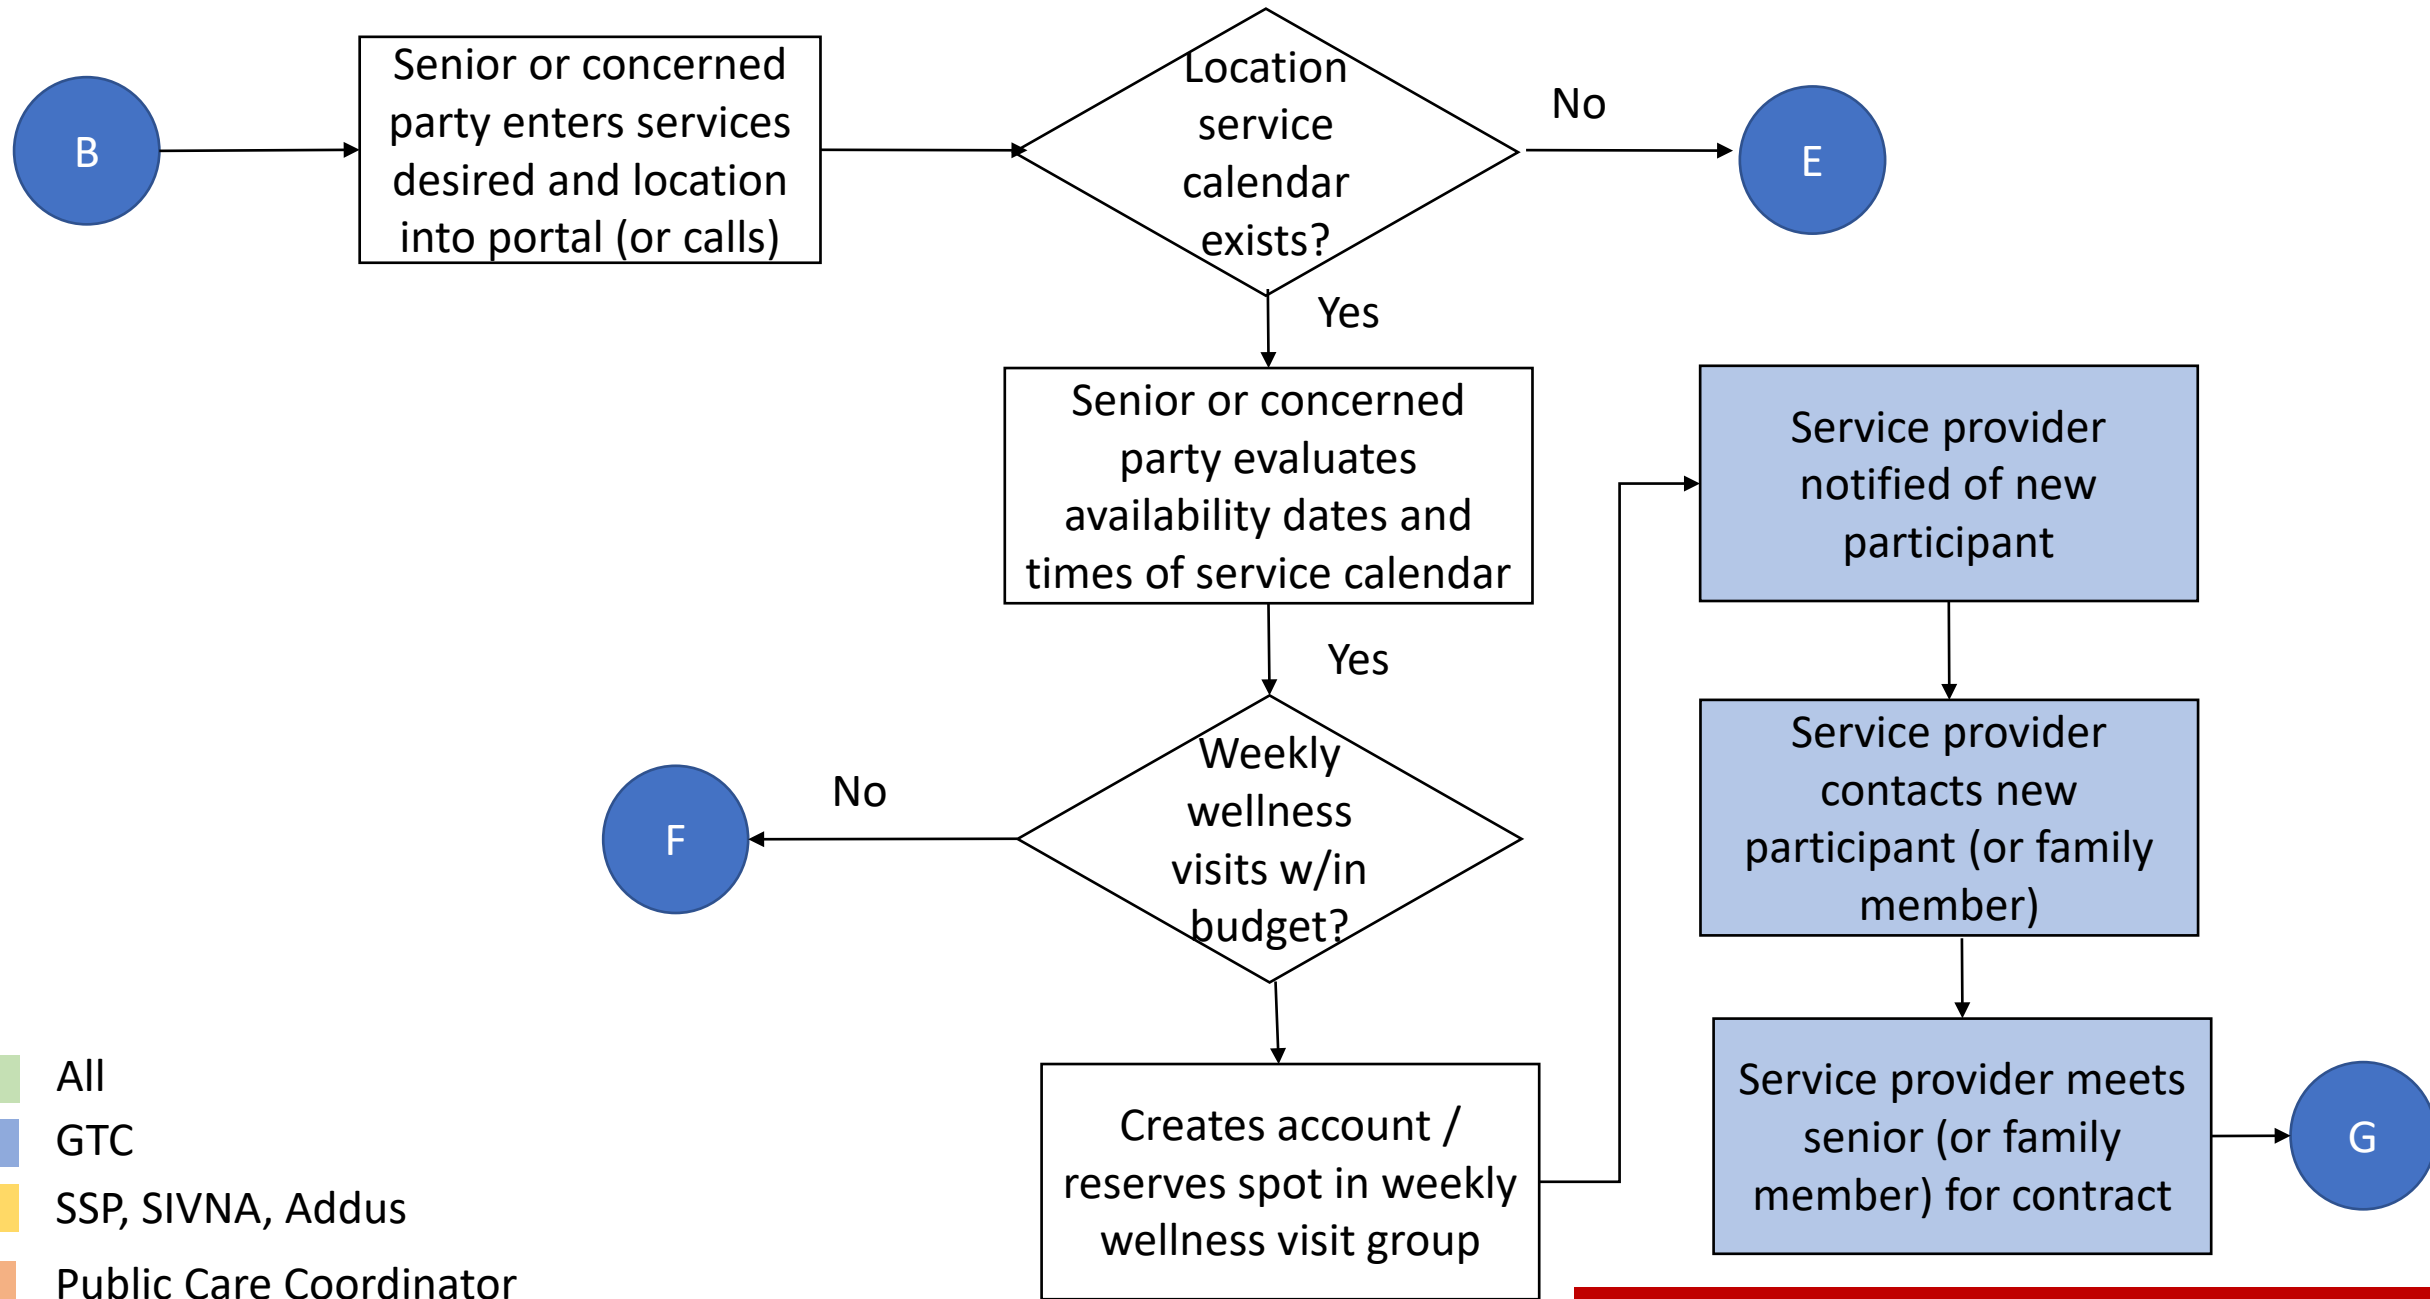 B
Senior or concerned
party enters services
desired and location
into portal (or calls)
Location
service
calendar
exists?
No
E
Yes
Senior or concerned
party evaluates
availability dates and
times of service calendar
Yes
Weekly
wellness
visits w/in
budget?
No
F
Creates account /
reserves spot in weekly
wellness visit group
Service provider
notified of new
participant
Service provider
contacts new
participant (or family
member)
Service provider meets
senior (or family
member) for contract
G
All
GTC
SSP, SIVNA, Addus
Public Care Coordinator